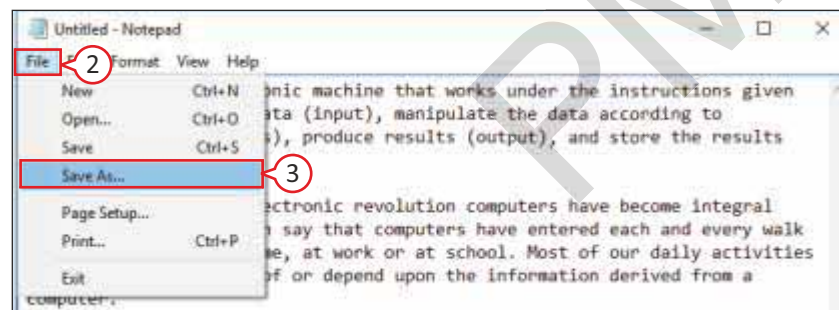 Untitled - Notepad
File Format View Help
2
New Ctrl+N
Open... Ctrl+O
Save Ctrl+S
Save As...
3
Page Setup...
Print... Ctrl+P
Exit
onic machine that works under the instructions given
ata (input), manipulate the data according to
s), produce results (output), and store the results
ectronic revolution computers have become integral
n say that computers have entered each and every walk
me, at work or at school. Most of our daily activities
of or depend upon the information derived from a
computer.